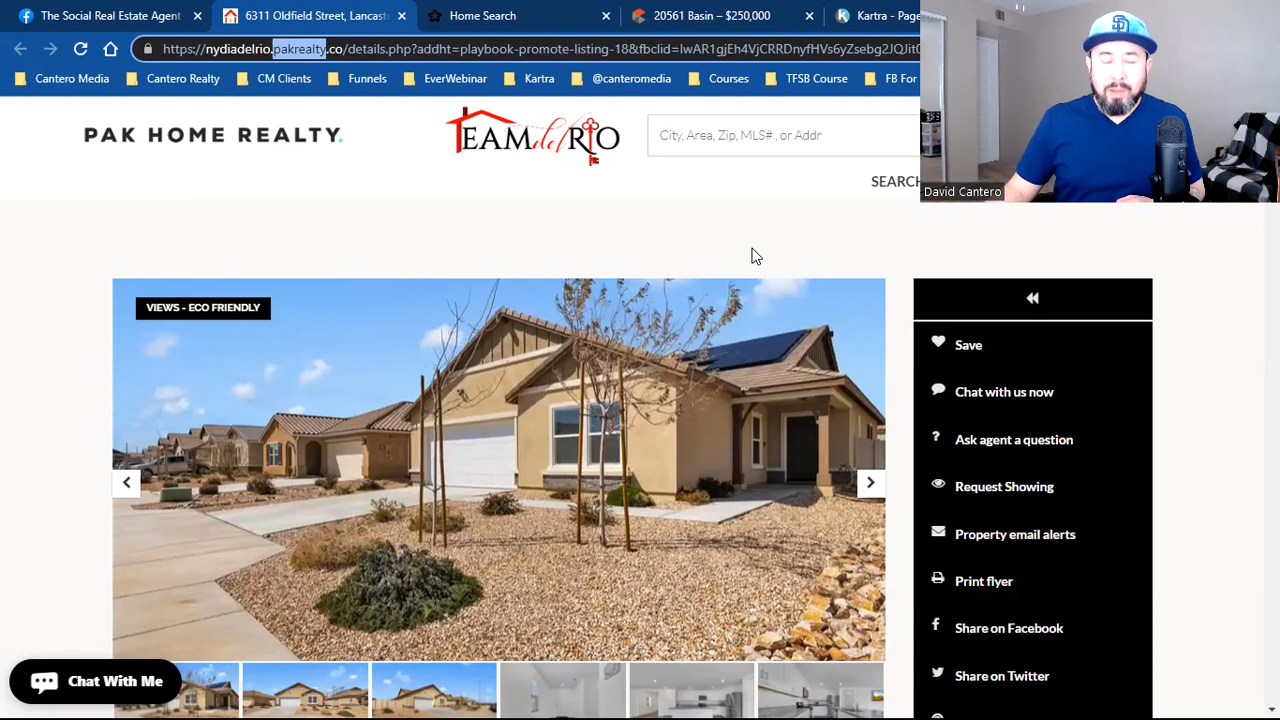 The Social Real Estate Agent
6311 Oldfield Street, Lancast
Home Search
20561 Basin – $250,000
Kartra - Page
https://nydiadelrio.pakrealty.co/details.php?addht=playbook-promote-listing-18&fbclid=IwAR1gjEh4VjCRRDnyfHVs6yZsebg2JQJit0
Cantero Media
Cantero Realty
CM Clients
Funnels
EverWebinar
Kartra
@canteromedia
Courses
TFSB Course
FB For
David Cantero
PAK HOME REALTY.
TEAM del RIO
City, Area, Zip, MLS# , or Addr
SEARCH
VIEWS - ECO FRIENDLY
Save
Chat with us now
Ask agent a question
Request Showing
Property email alerts
Print flyer
Share on Facebook
Share on Twitter
Chat With Me